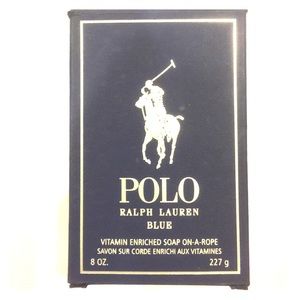 POLO
RALPH LAUREN
BLUE
VITAMIN ENRICHED SOAP ON-A-ROPE
SAVON SUR CORDE ENRICHI AUX VITAMINES
8 OZ. 227 g